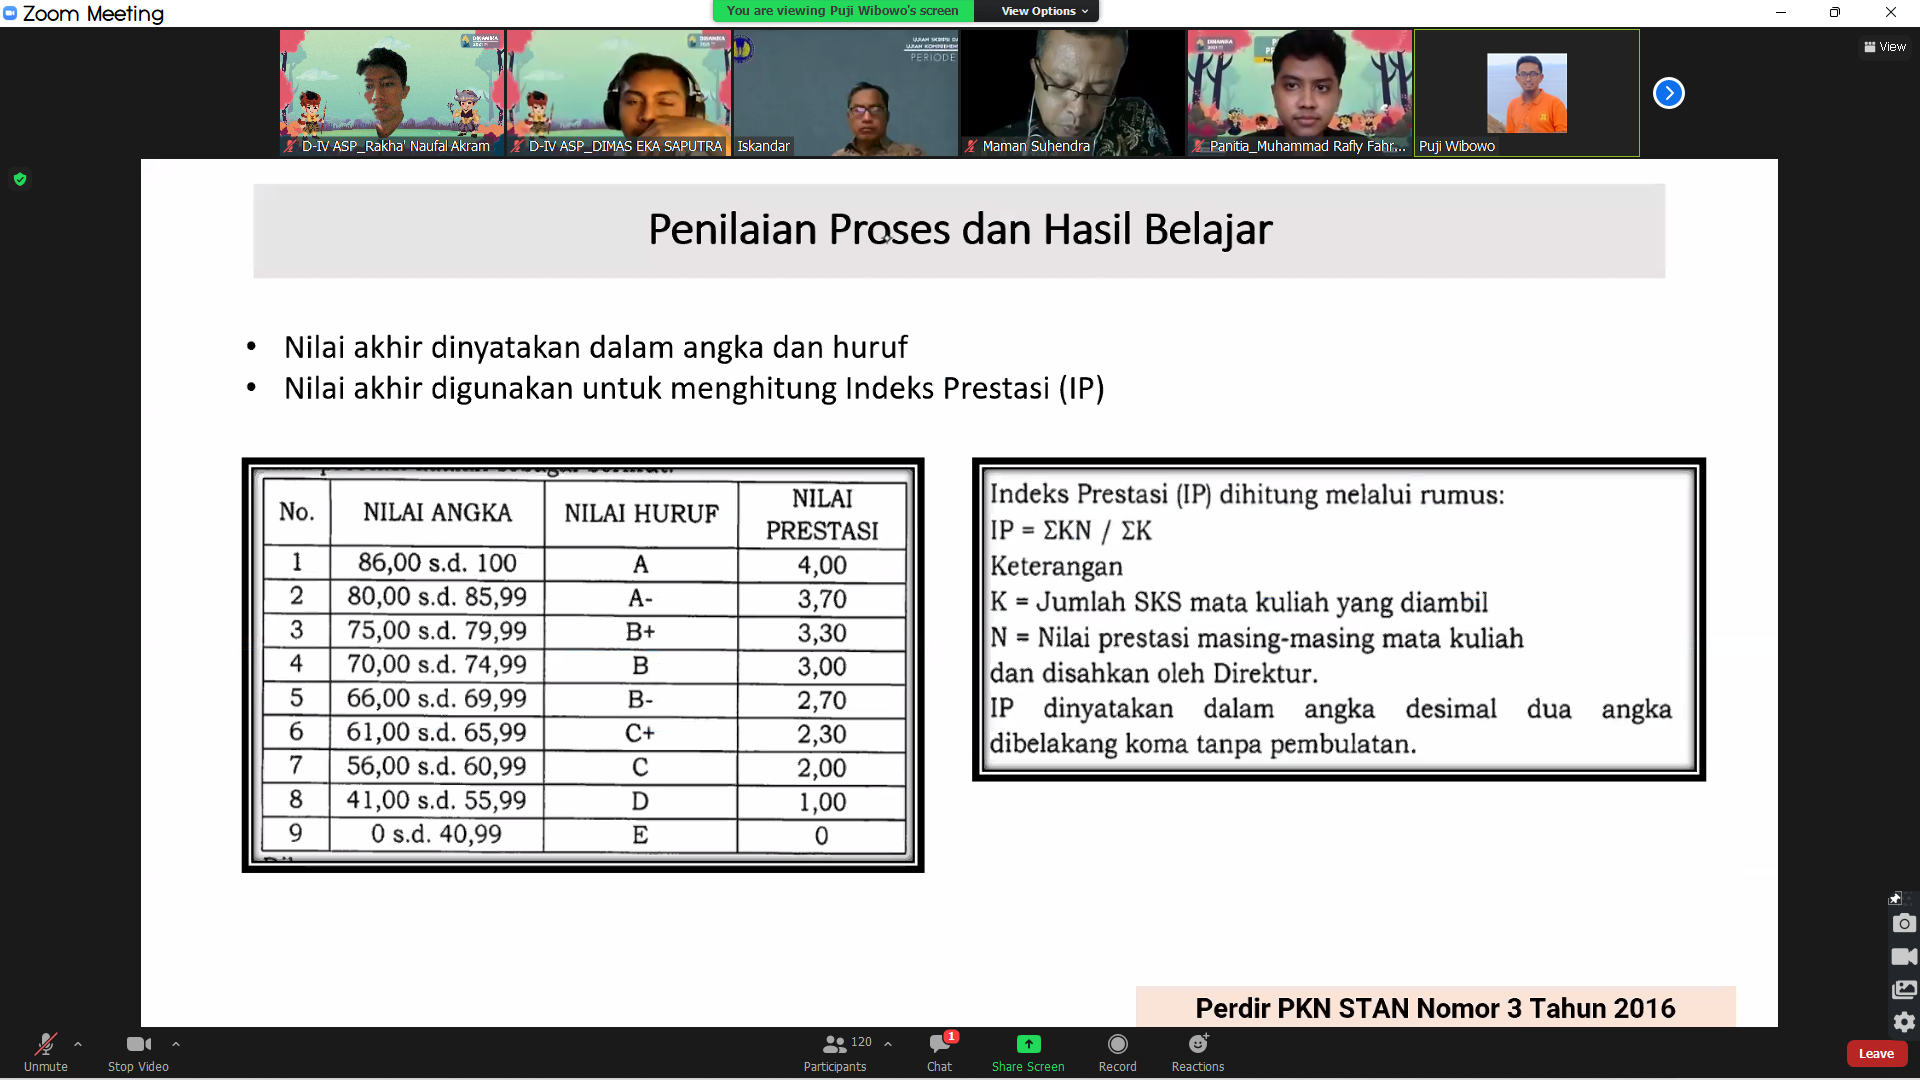 Zoom Meeting
You are viewing Puji Wibowo's screen
View Options
View
DINAMIKA
DINAMIKA
UJIAN KOMPREHEN
PERIODE
D-IV ASP_Rakha' Naufal Akram
D-IV ASP_DIMAS EKA SAPUTRA
Iskandar
Maman Suhendra
Panitia_Muhammad Rafly Fahr...
Puji Wibowo
Penilaian Proses dan Hasil Belajar
• Nilai akhir dinyatakan dalam angka dan huruf
• Nilai akhir digunakan untuk menghitung Indeks Prestasi (IP)
No. NILAI ANGKA NILAI HURUF NILAI PRESTASI
1 86,00 s.d. 100 A 4,00
2 80,00 s.d. 85,99 A- 3,70
3 75,00 s.d. 79,99 B+ 3,30
4 70,00 s.d. 74,99 B 3,00
5 66,00 s.d. 69,99 B- 2,70
6 61,00 s.d. 65,99 C+ 2,30
7 56,00 s.d. 60,99 C 2,00
8 41,00 s.d. 55,99 D 1,00
9 0 s.d. 40,99 E 0
Indeks Prestasi (IP) dihitung melalui rumus:
IP = ΣKN / ΣK
Keterangan
K = Jumlah SKS mata kuliah yang diambil
N = Nilai prestasi masing-masing mata kuliah
dan disahkan oleh Direktur.
IP dinyatakan dalam angka desimal dua angka
dibelakang koma tanpa pembulatan.
Perdir PKN STAN Nomor 3 Tahun 2016
Unmute
Stop Video
120
Participants
1
Chat
Share Screen
Record
Reactions
Leave